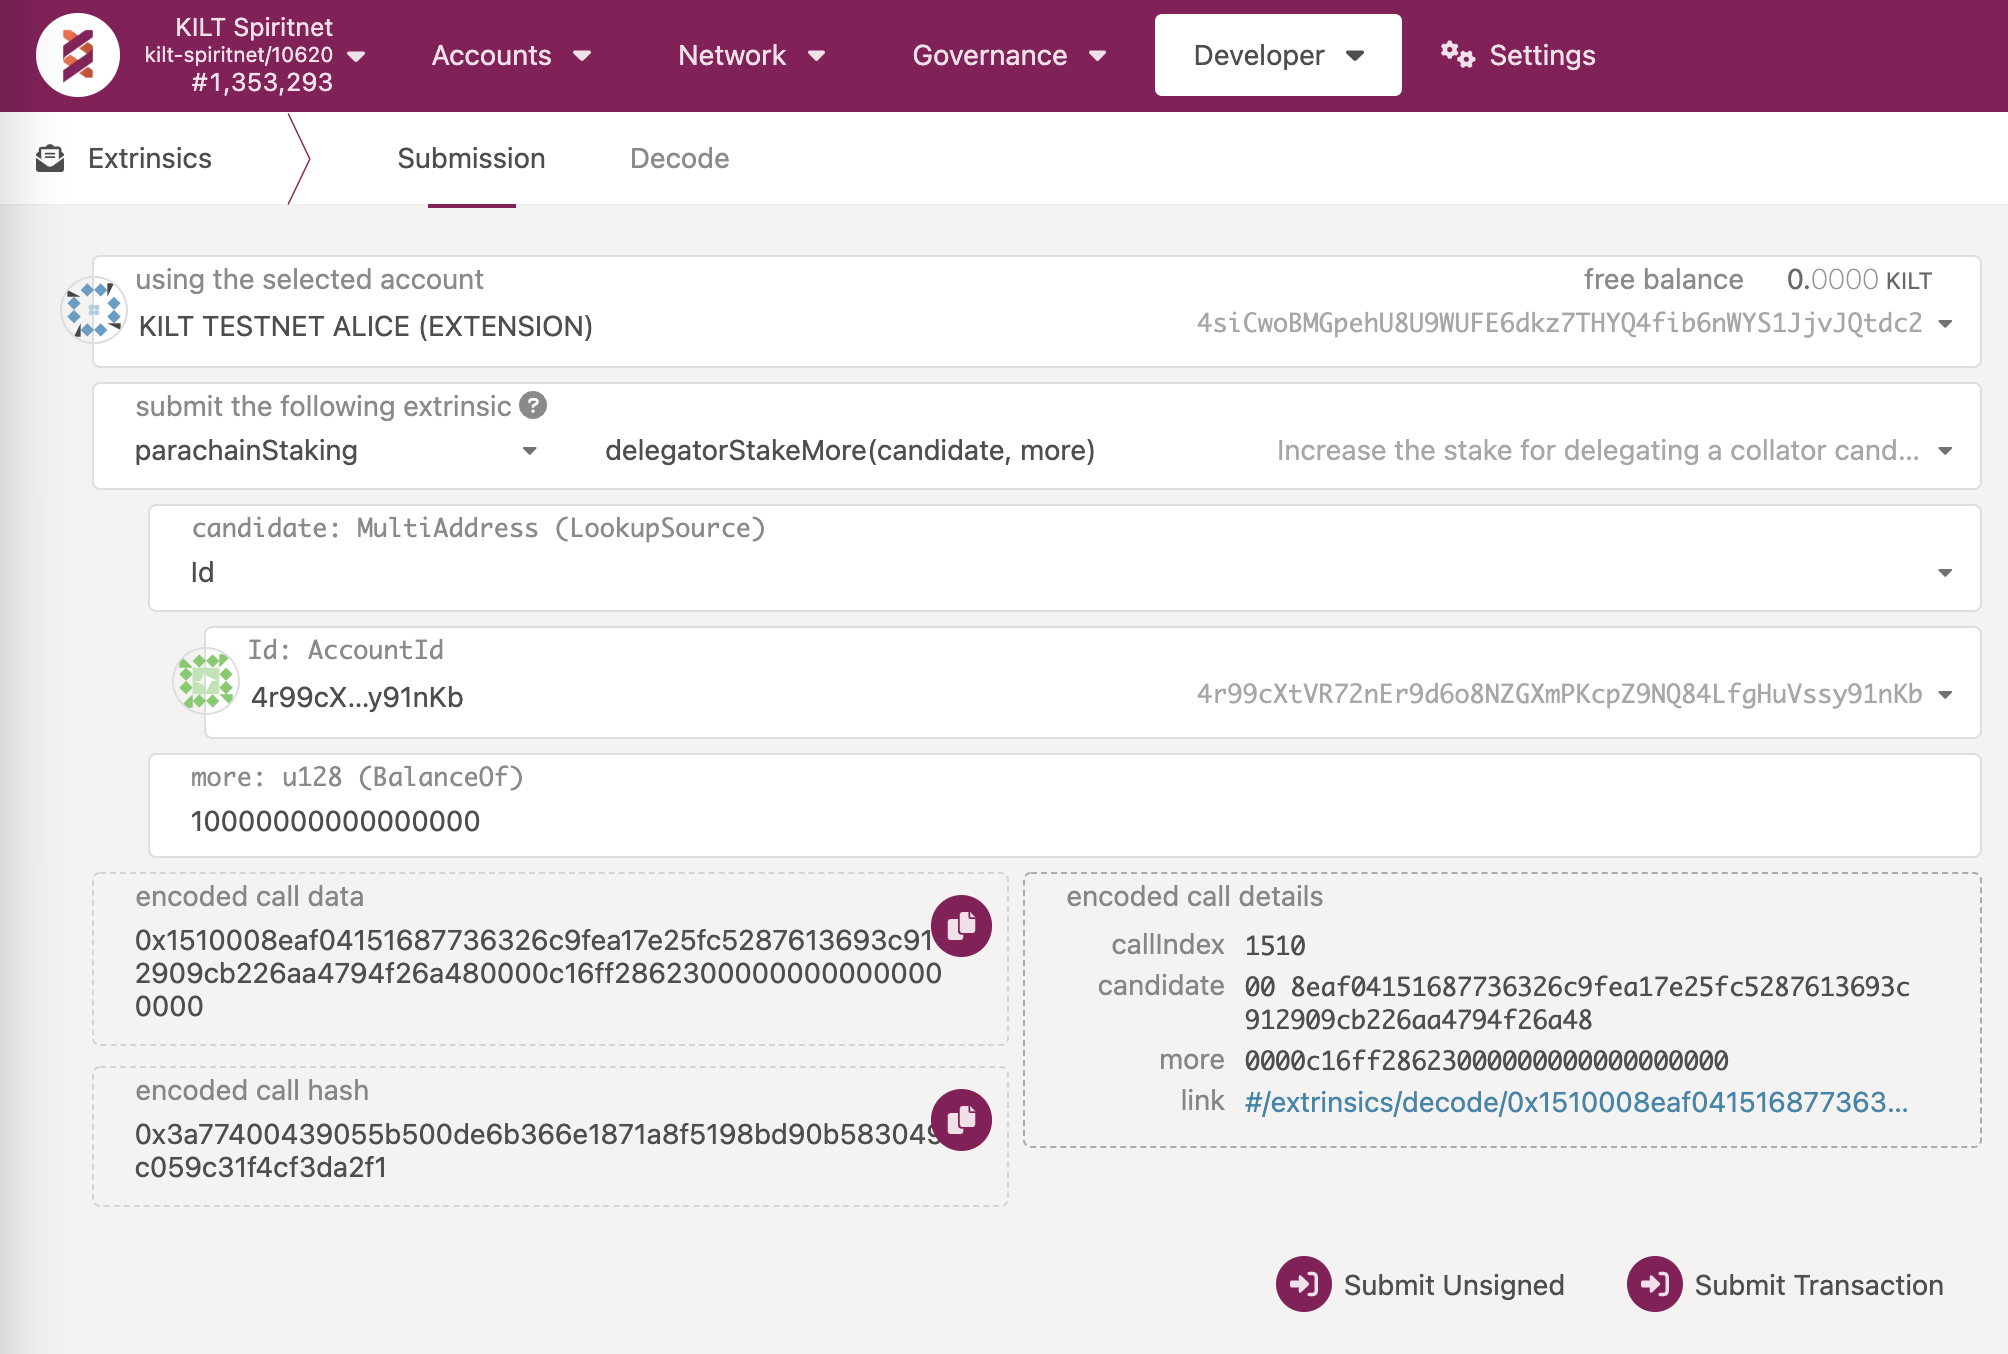 KILT Spiritnet
kilt-spiritnet/10620
#1,353,293
Accounts
Network
Governance
Developer
Settings
Extrinsics
Submission
Decode
using the selected account
free balance 0.0000 KILT
KILT TESTNET ALICE (EXTENSION)
4siCwoBMGpehU8U9WUFE6dkz7THYQ4fib6nWYS1JjvJQtdc2
submit the following extrinsic ?
parachainStaking
delegatorStakeMore(candidate, more)
Increase the stake for delegating a collator cand...
candidate: MultiAddress (LookupSource)
Id
Id: AccountId
4r99cX...y91nKb
4r99cXtVR72nEr9d6o8NZGXmPKcpZ9NQ84LfgHuVssy91nKb
more: u128 (BalanceOf)
10000000000000000
encoded call data
0x1510008eaf04151687736326c9fea17e25fc5287613693c91
2909cb226aa4794f26a480000c16ff2862300000000000000
0000
encoded call hash
0x3a77400439055b500de6b366e1871a8f5198bd90b583049
c059c31f4cf3da2f1
encoded call details
callIndex 1510
candidate 00 8eaf04151687736326c9fea17e25fc5287613693c
912909cb226aa4794f26a48
more 0000c16ff28623000000000000000000
link #/extrinsics/decode/0x1510008eaf041516877363...
Submit Unsigned
Submit Transaction